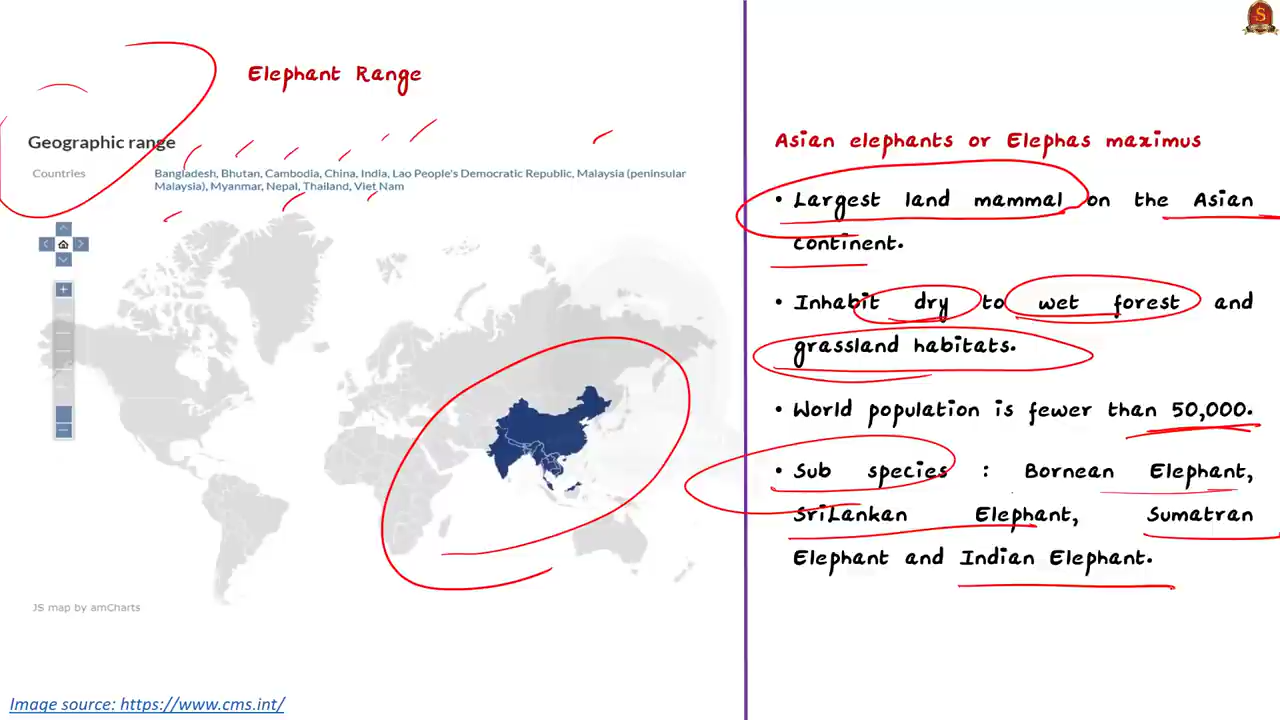 Elephant Range
Geographic range
Countries
Bangladesh, Bhutan, Cambodia, China, India, Lao People's Democratic Republic, Malaysia (peninsular
Malaysia), Myanmar, Nepal, Thailand, Viet Nam
JS map by amCharts
Image source: https://www.cms.int/
S
Asian elephants or Elephas maximus
• Largest land mammal on the Asian
continent.
• Inhabit dry to wet forest and
grassland habitats.
• World population is fewer than 50,000.
• Sub species : Bornean Elephant,
SriLankan Elephant, Sumatran
Elephant and Indian Elephant.